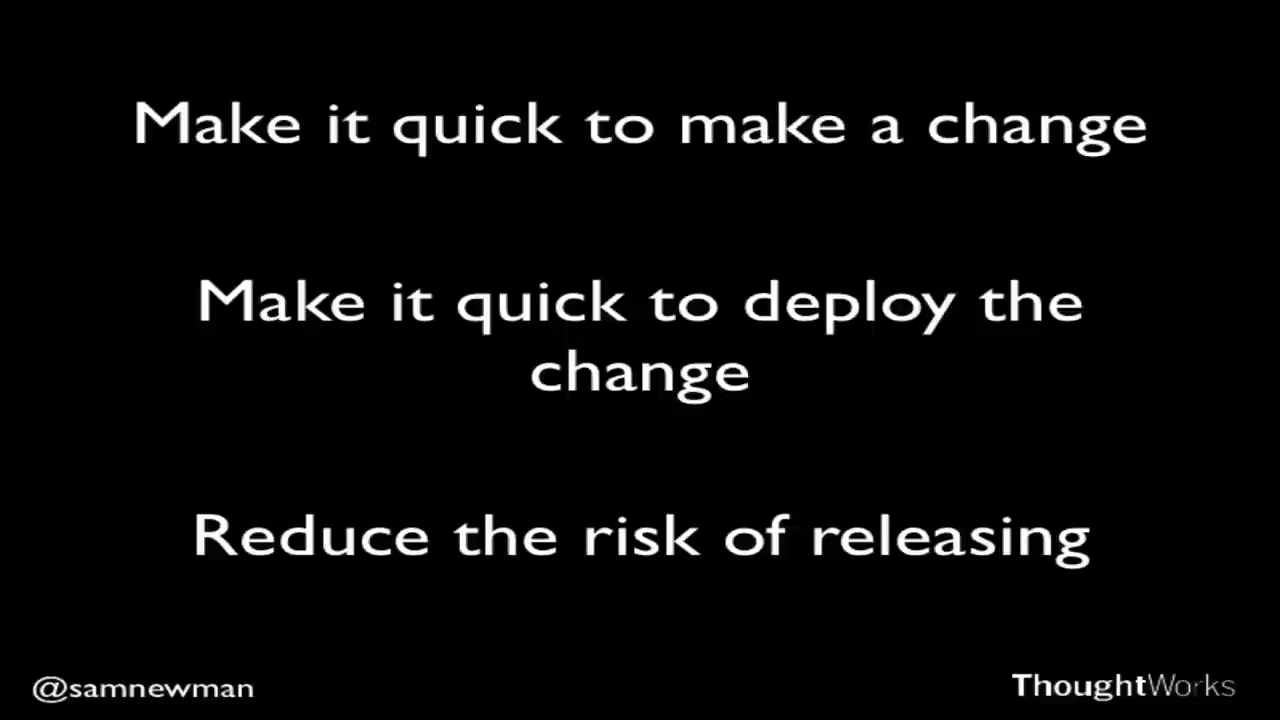 Make it quick to make a change
Make it quick to deploy the
change
Reduce the risk of releasing
@samnewman
ThoughtWorks